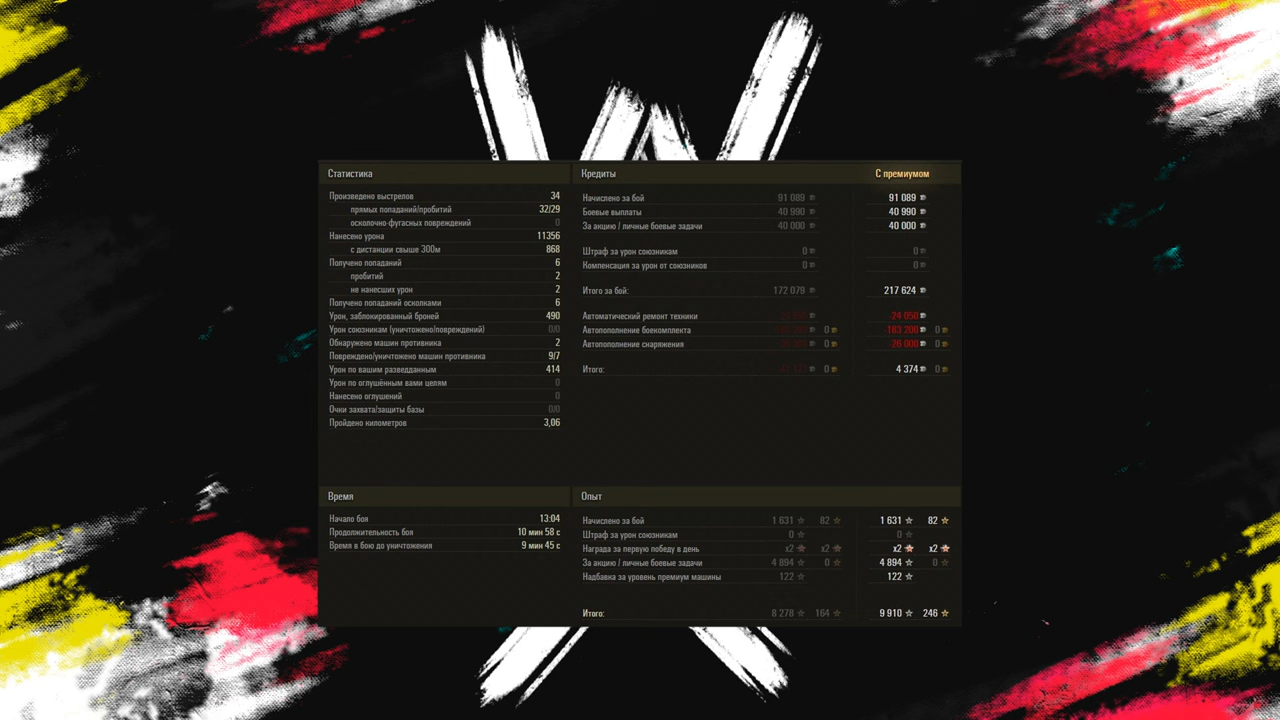 Статистика
Произведено выстрелов 34
прямых попаданий/пробитий 32/29
осколочно-фугасных повреждений 0
Нанесено урона 11356
с дистанции свыше 300м 868
Получено попаданий 6
пробитий 2
не нанесших урон 2
Получено попаданий осколками 6
Урон, заблокированный броней 490
Урон союзникам (уничтожено/повреждений) 0/0
Обнаружено машин противника 2
Повреждено/уничтожено машин противника 9/7
Урон по вашим разведданным 414
Урон по оглушённым вами целям 0
Нанесено оглушений 0
Очки захвата/защиты базы 0/0
Пройдено километров 3,06
Кредиты С премиумом
Начислено за бой 91 089 91 089
Боевые выплаты 40 990 40 990
За акцию / личные боевые задачи 40 000 40 000
Штраф за урон союзникам 0 0
Компенсация за урон от союзников 0 0
Итого за бой: 172 079 217 624
Автоматический ремонт техники -24 050
Автопополнение боекомплекта 0 -163 200 0
Автопополнение снаряжения 0 -26 000
Итого: 0 4 374 0
Время
Начало боя 13:04
Продолжительность боя 10 мин 58 с
Время в бою до уничтожения 9 мин 45 с
Опыт
Начислено за бой 1 631 82 1 631 82
Штраф за урон союзникам 0 0
Награда за первую победу в день x2 x2 x2 x2
За акцию / личные боевые задачи 4 894 0 4 894 0
Надбавка за уровень премиум машины 122 122
Итого: 8 278 164 9 910 246